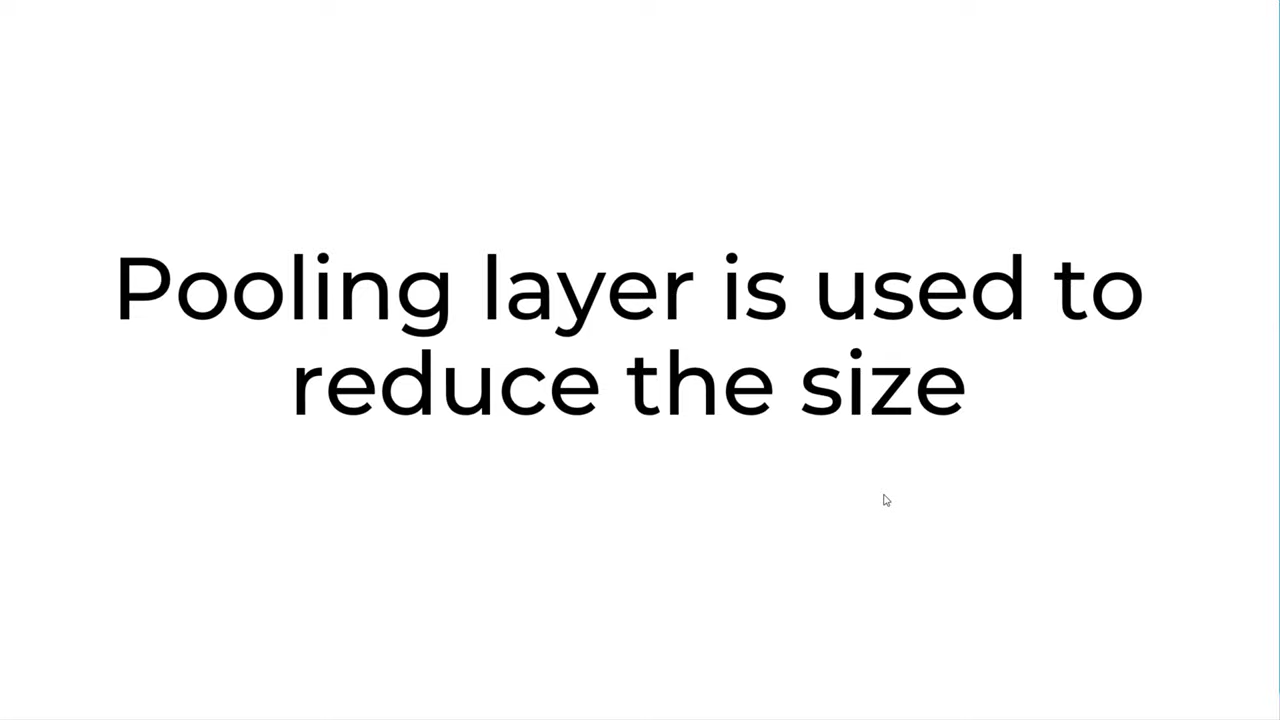 Pooling layer is used to
reduce the size